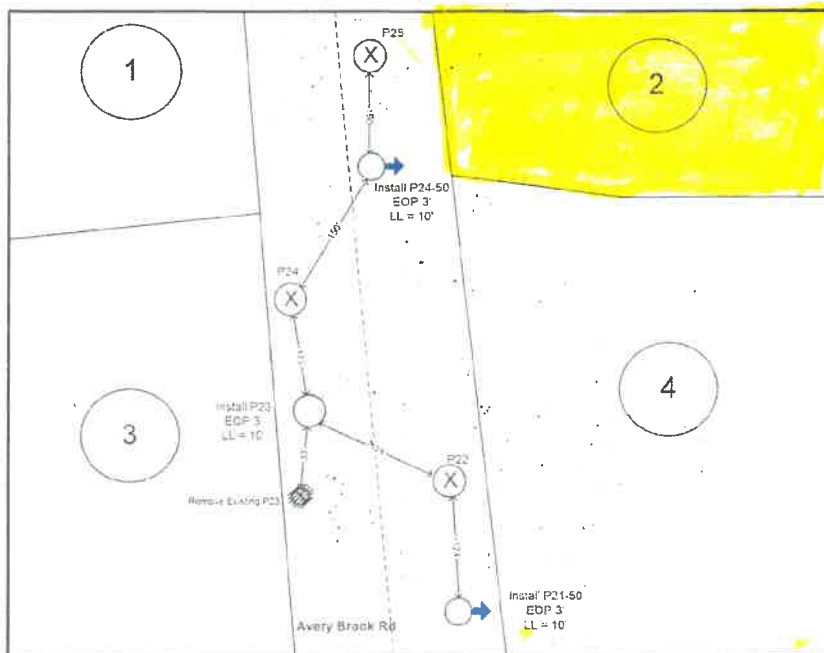 P25
1
2
Install P24-50
EOP 3'
LL = 10'
150'
P24
Install P23
EOP 3'
LL = 10'
3
4
P22
Remove Existing P23
Install P21-50
EOP 3'
LL = 10'
Avery Brook Rd